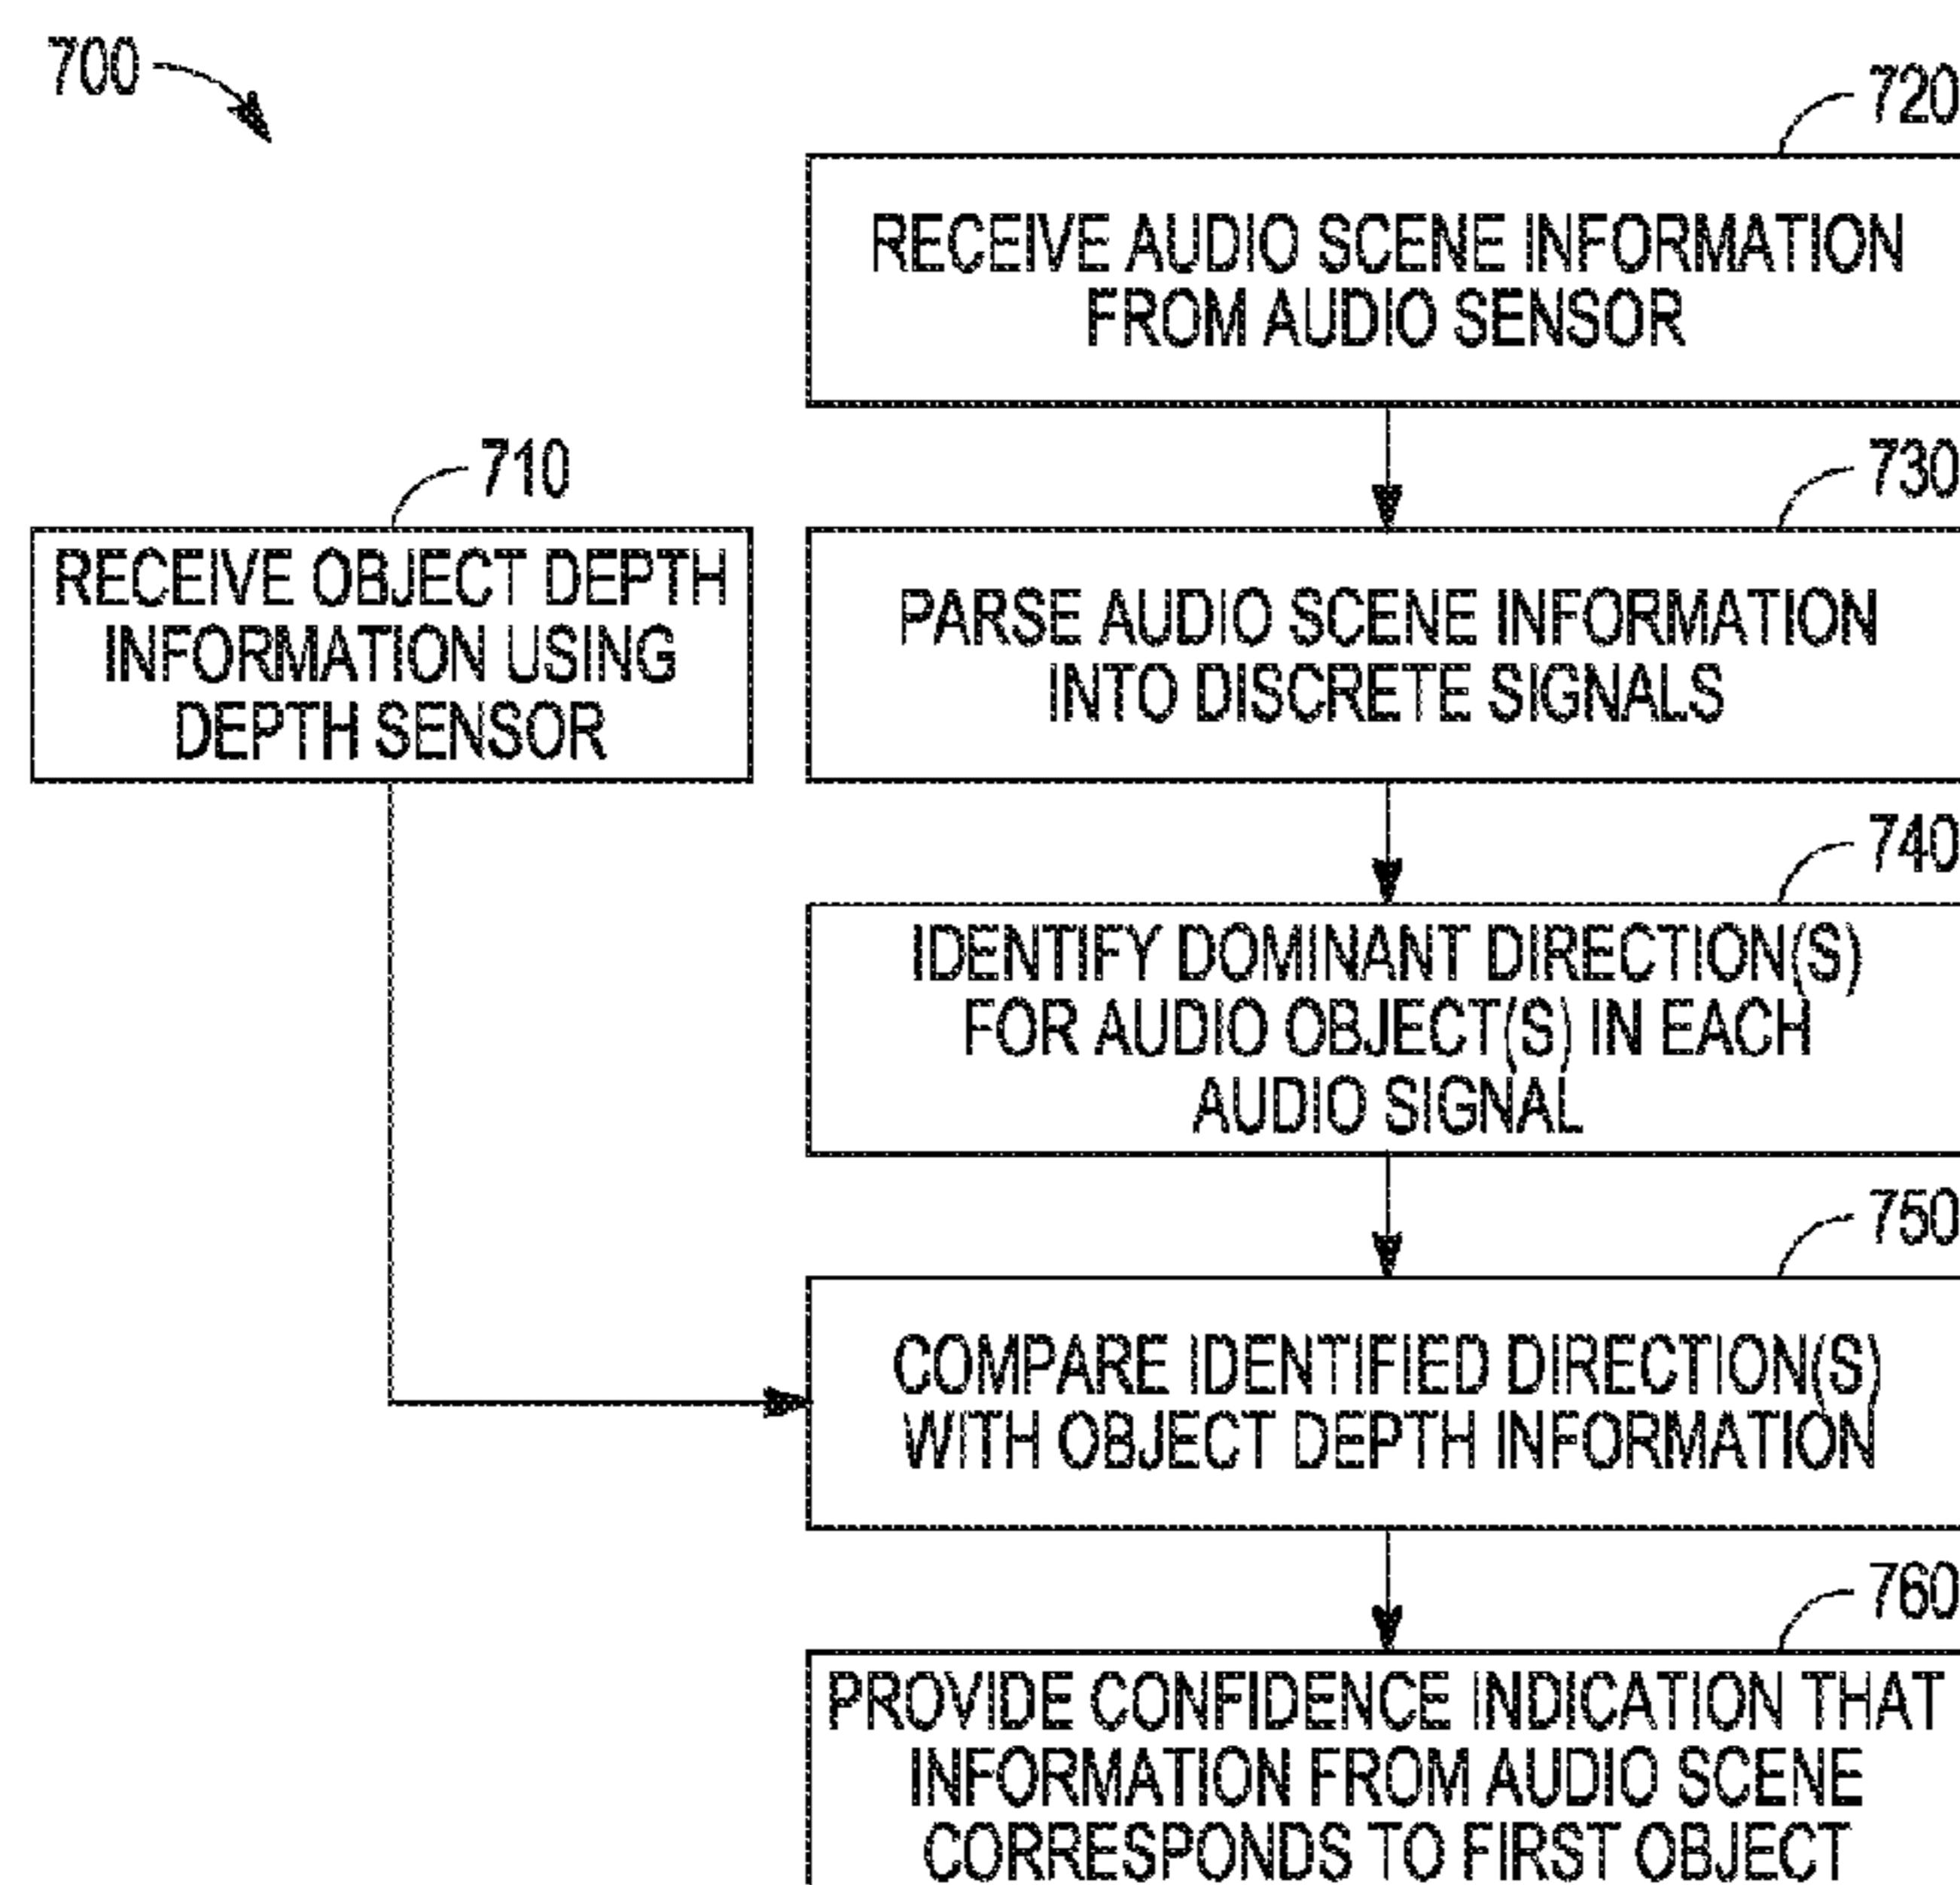 700
720
RECEIVE AUDIO SCENE INFORMATION
FROM AUDIO SENSOR
710
RECEIVE OBJECT DEPTH
INFORMATION USING
DEPTH SENSOR
730
PARSE AUDIO SCENE INFORMATION
INTO DISCRETE SIGNALS
740
IDENTIFY DOMINANT DIRECTION(S)
FOR AUDIO OBJECT(S) IN EACH
AUDIO SIGNAL
750
COMPARE IDENTIFIED DIRECTION(S)
WITH OBJECT DEPTH INFORMATION
760
PROVIDE CONFIDENCE INDICATION THAT
INFORMATION FROM AUDIO SCENE
CORRESPONDS TO FIRST OBJECT